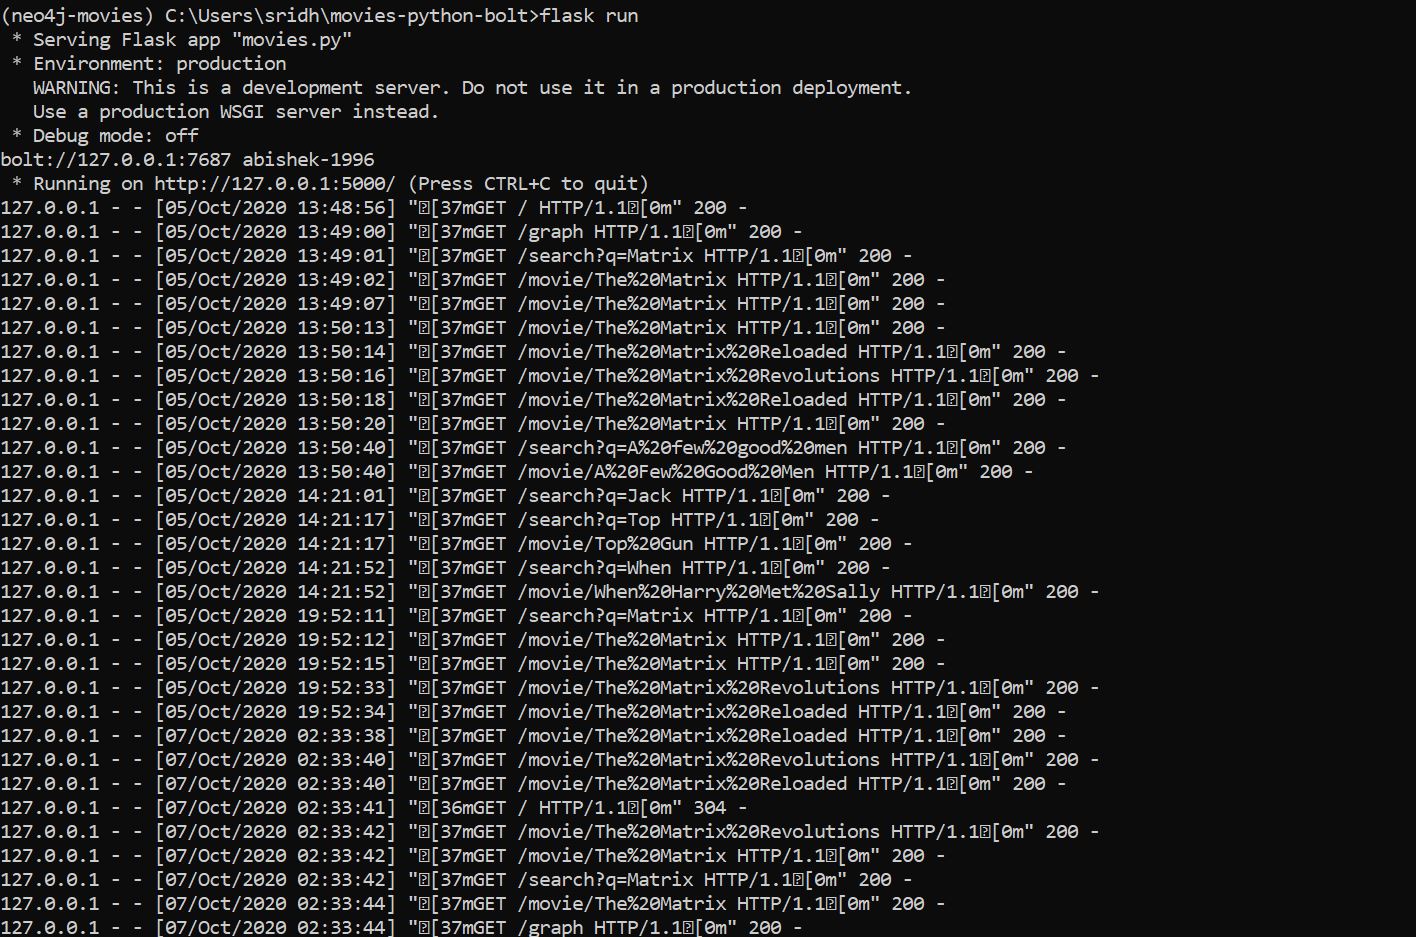 (neo4j-movies) C:\Users\sridh\movies-python-bolt>flask run
 * Serving Flask app "movies.py"
 * Environment: production
   WARNING: This is a development server. Do not use it in a production deployment.
   Use a production WSGI server instead.
 * Debug mode: off
bolt://127.0.0.1:7687 abishek-1996
 * Running on http://127.0.0.1:5000/ (Press CTRL+C to quit)
127.0.0.1 - - [05/Oct/2020 13:48:56] "⍰[37mGET / HTTP/1.1⍰[0m" 200 -
127.0.0.1 - - [05/Oct/2020 13:49:00] "⍰[37mGET /graph HTTP/1.1⍰[0m" 200 -
127.0.0.1 - - [05/Oct/2020 13:49:01] "⍰[37mGET /search?q=Matrix HTTP/1.1⍰[0m" 200 -
127.0.0.1 - - [05/Oct/2020 13:49:02] "⍰[37mGET /movie/The%20Matrix HTTP/1.1⍰[0m" 200 -
127.0.0.1 - - [05/Oct/2020 13:49:07] "⍰[37mGET /movie/The%20Matrix HTTP/1.1⍰[0m" 200 -
127.0.0.1 - - [05/Oct/2020 13:50:13] "⍰[37mGET /movie/The%20Matrix HTTP/1.1⍰[0m" 200 -
127.0.0.1 - - [05/Oct/2020 13:50:14] "⍰[37mGET /movie/The%20Matrix%20Reloaded HTTP/1.1⍰[0m" 200 -
127.0.0.1 - - [05/Oct/2020 13:50:16] "⍰[37mGET /movie/The%20Matrix%20Revolutions HTTP/1.1⍰[0m" 200 -
127.0.0.1 - - [05/Oct/2020 13:50:18] "⍰[37mGET /movie/The%20Matrix%20Reloaded HTTP/1.1⍰[0m" 200 -
127.0.0.1 - - [05/Oct/2020 13:50:20] "⍰[37mGET /movie/The%20Matrix HTTP/1.1⍰[0m" 200 -
127.0.0.1 - - [05/Oct/2020 13:50:40] "⍰[37mGET /search?q=A%20few%20good%20men HTTP/1.1⍰[0m" 200 -
127.0.0.1 - - [05/Oct/2020 13:50:40] "⍰[37mGET /movie/A%20Few%20Good%20Men HTTP/1.1⍰[0m" 200 -
127.0.0.1 - - [05/Oct/2020 14:21:01] "⍰[37mGET /search?q=Jack HTTP/1.1⍰[0m" 200 -
127.0.0.1 - - [05/Oct/2020 14:21:17] "⍰[37mGET /search?q=Top HTTP/1.1⍰[0m" 200 -
127.0.0.1 - - [05/Oct/2020 14:21:17] "⍰[37mGET /movie/Top%20Gun HTTP/1.1⍰[0m" 200 -
127.0.0.1 - - [05/Oct/2020 14:21:52] "⍰[37mGET /search?q=When HTTP/1.1⍰[0m" 200 -
127.0.0.1 - - [05/Oct/2020 14:21:52] "⍰[37mGET /movie/When%20Harry%20Met%20Sally HTTP/1.1⍰[0m" 200 -
127.0.0.1 - - [05/Oct/2020 19:52:11] "⍰[37mGET /search?q=Matrix HTTP/1.1⍰[0m" 200 -
127.0.0.1 - - [05/Oct/2020 19:52:12] "⍰[37mGET /movie/The%20Matrix HTTP/1.1⍰[0m" 200 -
127.0.0.1 - - [05/Oct/2020 19:52:15] "⍰[37mGET /movie/The%20Matrix HTTP/1.1⍰[0m" 200 -
127.0.0.1 - - [05/Oct/2020 19:52:33] "⍰[37mGET /movie/The%20Matrix%20Revolutions HTTP/1.1⍰[0m" 200 -
127.0.0.1 - - [05/Oct/2020 19:52:34] "⍰[37mGET /movie/The%20Matrix%20Reloaded HTTP/1.1⍰[0m" 200 -
127.0.0.1 - - [07/Oct/2020 02:33:38] "⍰[37mGET /movie/The%20Matrix%20Reloaded HTTP/1.1⍰[0m" 200 -
127.0.0.1 - - [07/Oct/2020 02:33:40] "⍰[37mGET /movie/The%20Matrix%20Revolutions HTTP/1.1⍰[0m" 200 -
127.0.0.1 - - [07/Oct/2020 02:33:40] "⍰[37mGET /movie/The%20Matrix%20Reloaded HTTP/1.1⍰[0m" 200 -
127.0.0.1 - - [07/Oct/2020 02:33:41] "⍰[36mGET / HTTP/1.1⍰[0m" 304 -
127.0.0.1 - - [07/Oct/2020 02:33:42] "⍰[37mGET /movie/The%20Matrix%20Revolutions HTTP/1.1⍰[0m" 200 -
127.0.0.1 - - [07/Oct/2020 02:33:42] "⍰[37mGET /movie/The%20Matrix HTTP/1.1⍰[0m" 200 -
127.0.0.1 - - [07/Oct/2020 02:33:42] "⍰[37mGET /search?q=Matrix HTTP/1.1⍰[0m" 200 -
127.0.0.1 - - [07/Oct/2020 02:33:44] "⍰[37mGET /movie/The%20Matrix HTTP/1.1⍰[0m" 200 -
127.0.0.1 - - [07/Oct/2020 02:33:44] "⍰[37mGET /graph HTTP/1.1⍰[0m" 200 -